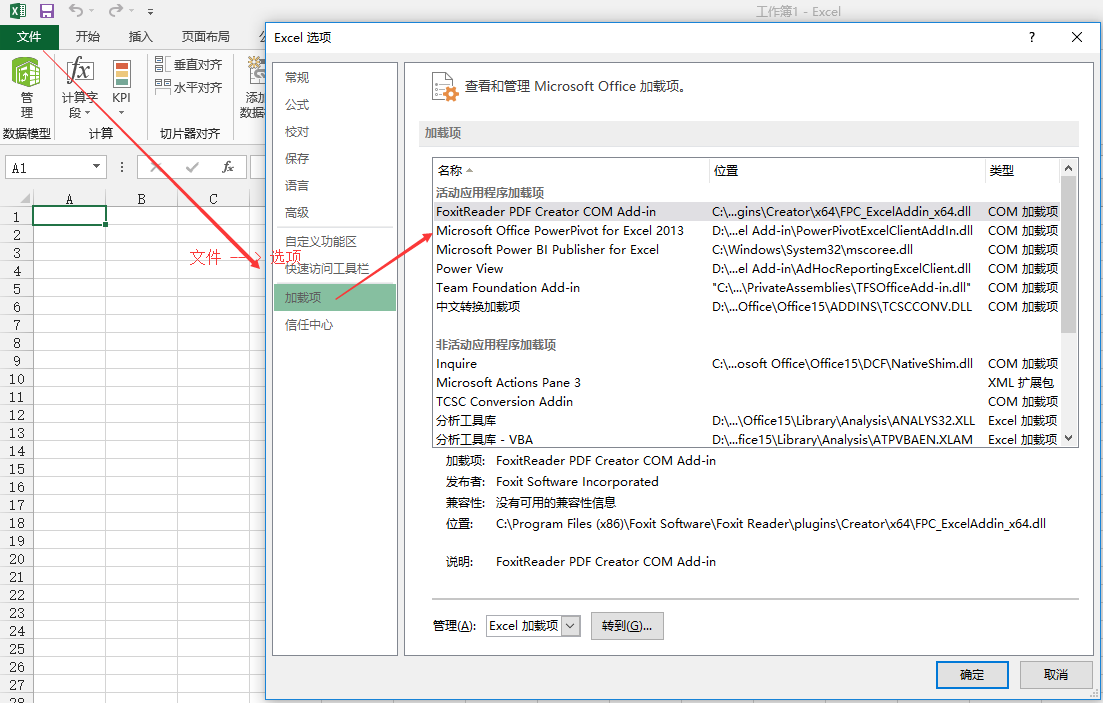 工作簿1 - Excel
文件 开始 插入 页面布局
管理
数据模型
计算字段
KPI
计算
垂直对齐
水平对齐
切片器对齐
A1
fx
A B C
1
2
3
4
5
6
7
8
9
10
11
12
13
14
15
16
17
18
19
20
21
22
23
24
25
26
27
28
文件 —> 选项
Excel 选项
?
常规
公式
校对
保存
语言
高级
自定义功能区
快速访问工具栏
加载项
信任中心
查看和管理 Microsoft Office 加载项。
加载项
名称 位置 类型
活动应用程序加载项
FoxitReader PDF Creator COM Add-in C:\...gins\Creator\x64\FPC_ExcelAddin_x64.dll COM 加载项
Microsoft Office PowerPivot for Excel 2013 D:\...el Add-in\PowerPivotExcelClientAddIn.dll COM 加载项
Microsoft Power BI Publisher for Excel C:\Windows\System32\mscoree.dll COM 加载项
Power View D:\...el Add-in\AdHocReportingExcelClient.dll COM 加载项
Team Foundation Add-in "C:\...\PrivateAssemblies\TFSOfficeAdd-in.dll" COM 加载项
中文转换加载项 D:\...Office\Office15\ADDINS\TCSCCONV.DLL COM 加载项
非活动应用程序加载项
Inquire C:\...osoft Office\Office15\DCF\NativeShim.dll COM 加载项
Microsoft Actions Pane 3 XML 扩展包
TCSC Conversion Addin COM 加载项
分析工具库 D:\...\Office15\Library\Analysis\ANALYS32.XLL Excel 加载项
分析工具库 - VBA D:\...fice15\Library\Analysis\ATPVBAEN.XLAM Excel 加载项
加载项: FoxitReader PDF Creator COM Add-in
发布者: Foxit Software Incorporated
兼容性: 没有可用的兼容性信息
位置: C:\Program Files (x86)\Foxit Software\Foxit Reader\plugins\Creator\x64\FPC_ExcelAddin_x64.dll
说明: FoxitReader PDF Creator COM Add-in
管理(A): Excel 加载项 转到(G)...
确定 取消